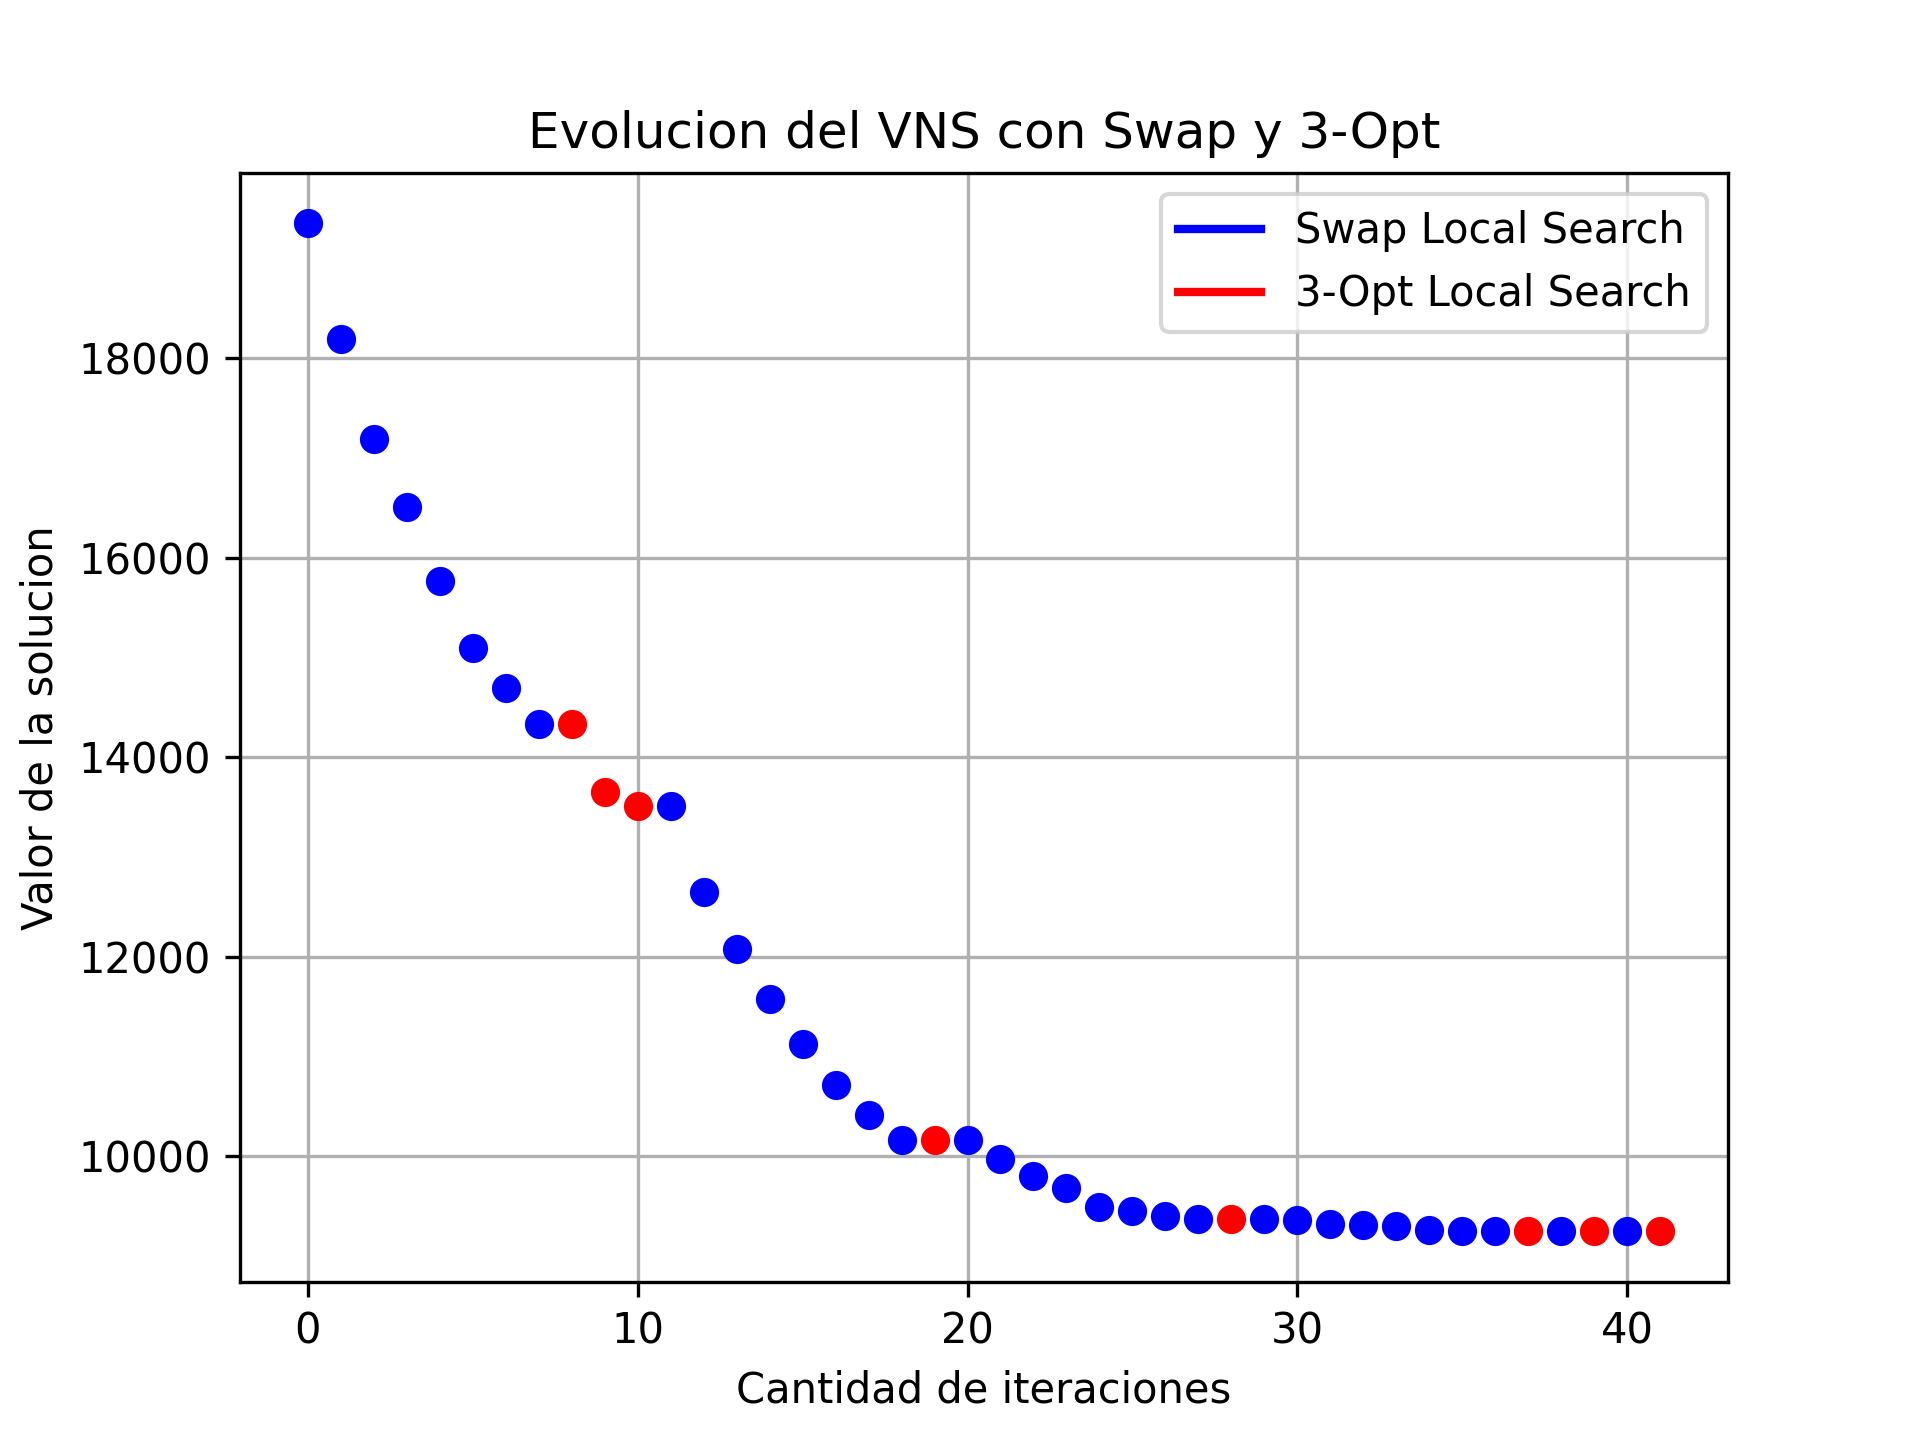 Evolucion del VNS con Swap y 3-Opt
Swap Local Search
3-Opt Local Search
Valor de la solucion
18000
16000
14000
12000
10000
0 10 20 30 40
Cantidad de iteraciones